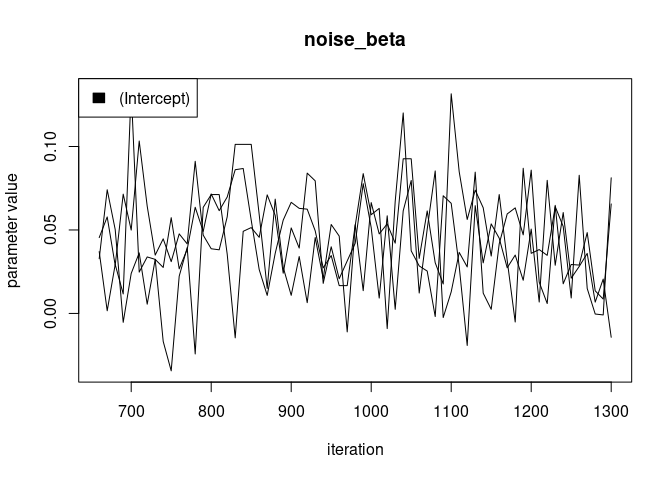 noise_beta
(Intercept)
parameter value
0.10
0.05
0.00
700 800 900 1000 1100 1200 1300
iteration